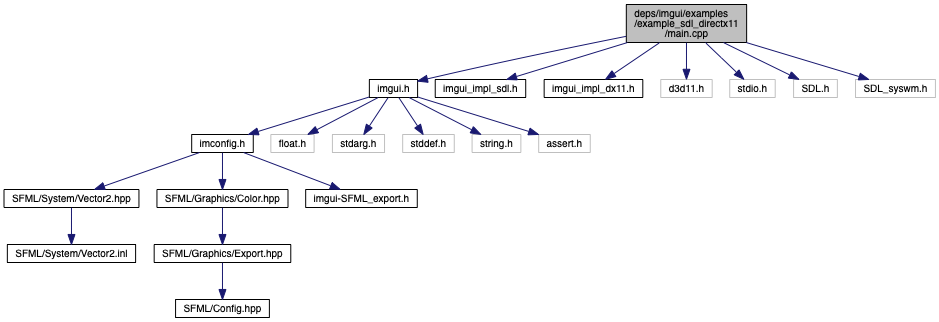 deps/imgui/examples
/example_sdl_directx11
/main.cpp
imgui.h
imgui_impl_sdl.h
imgui_impl_dx11.h
d3d11.h
stdio.h
SDL.h
SDL_syswm.h
imconfig.h
float.h
stdarg.h
stddef.h
string.h
assert.h
SFML/System/Vector2.hpp
SFML/Graphics/Color.hpp
imgui-SFML_export.h
SFML/System/Vector2.inl
SFML/Graphics/Export.hpp
SFML/Config.hpp